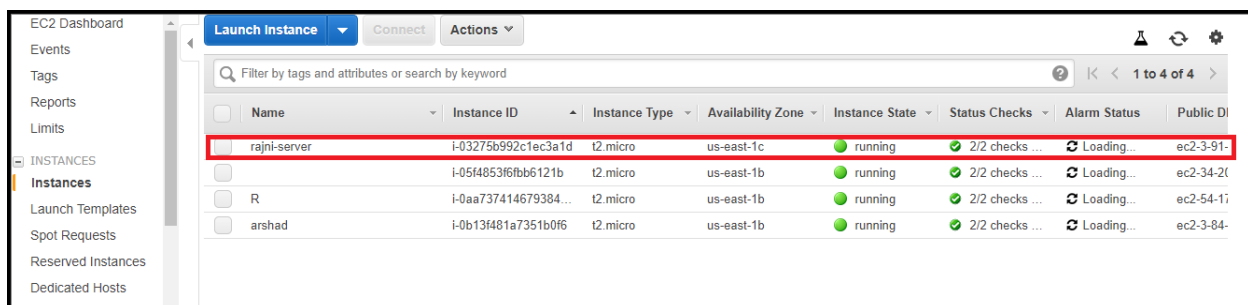 EC2 Dashboard
Events
Tags
Reports
Limits
INSTANCES
Instances
Launch Templates
Spot Requests
Reserved Instances
Dedicated Hosts
Launch Instance Connect Actions
Filter by tags and attributes or search by keyword 1 to 4 of 4
Name Instance ID Instance Type Availability Zone Instance State Status Checks Alarm Status Public D
rajni-server i-03275b992c1ec3a1d t2.micro us-east-1c running 2/2 checks ... Loading... ec2-3-91-
i-05f4853f6fbb6121b t2.micro us-east-1b running 2/2 checks ... Loading... ec2-34-20
R i-0aa737414679384... t2.micro us-east-1b running 2/2 checks ... Loading... ec2-54-17
arshad i-0b13f481a7351b0f6 t2.micro us-east-1b running 2/2 checks ... Loading... ec2-3-84-